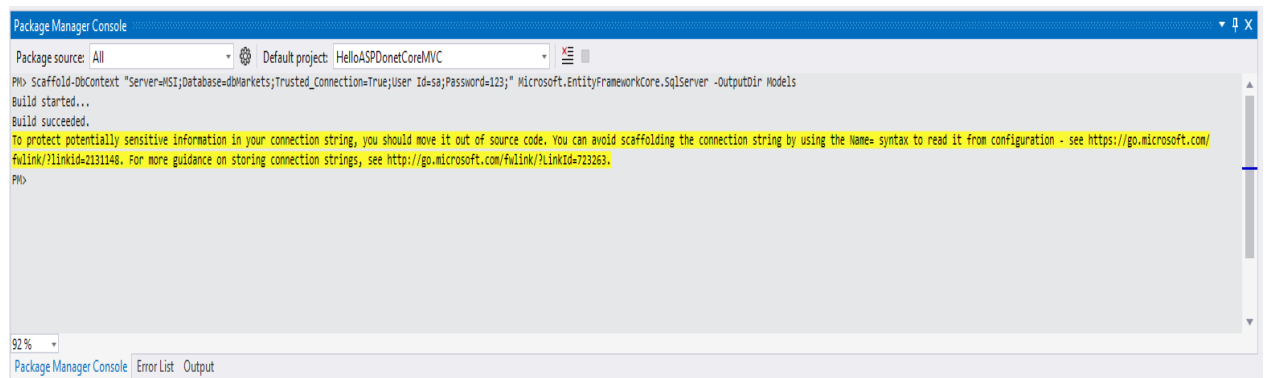 Package Manager Console
Package source: All Default project: HelloASPDonetCoreMVC
PM> Scaffold-DbContext "Server=MSI;Database=dbMarkets;Trusted_Connection=True;User Id=sa;Password=123;" Microsoft.EntityFrameworkCore.SqlServer -OutputDir Models
Build started...
Build succeeded.
To protect potentially sensitive information in your connection string, you should move it out of source code. You can avoid scaffolding the connection string by using the Name= syntax to read it from configuration - see https://go.microsoft.com/
fwlink/?linkid=2131148. For more guidance on storing connection strings, see http://go.microsoft.com/fwlink/?LinkId=723263.
PM>
92 %
Package Manager Console Error List Output